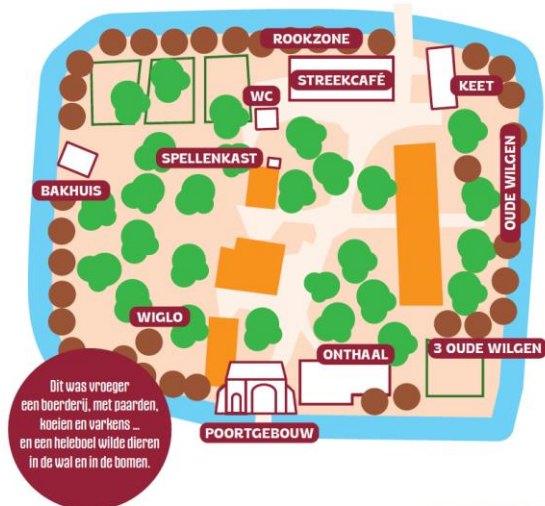 ROOKZONE
STREEKCAFÉ
KEET
WC
SPELLENKAST
BAKHUIS
OUDE WILGEN
WIGLO
ONTHAAL
3 OUDE WILGEN
POORTGEBOUW
Dit was vroeger
een boerderij, met paarden,
koeien en varkens ...
en een heleboel wilde dieren
in de wal en in de bomen.